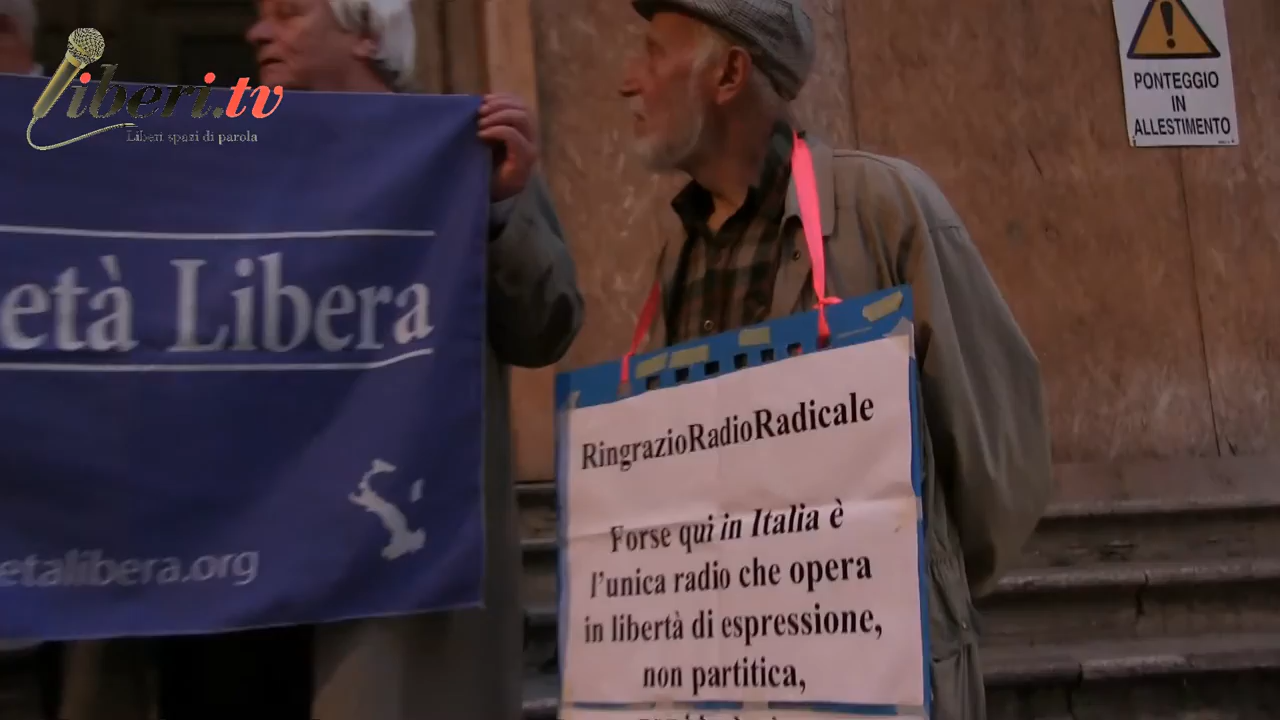 Liberi.tv
Liberi spazi di parola
PONTEGGIO
IN
ALLESTIMENTO
età Libera
etalibera.org
RingrazioRadioRadicale
Forse qui in Italia è
l'unica radio che opera
in libertà di espressione,
non partitica,